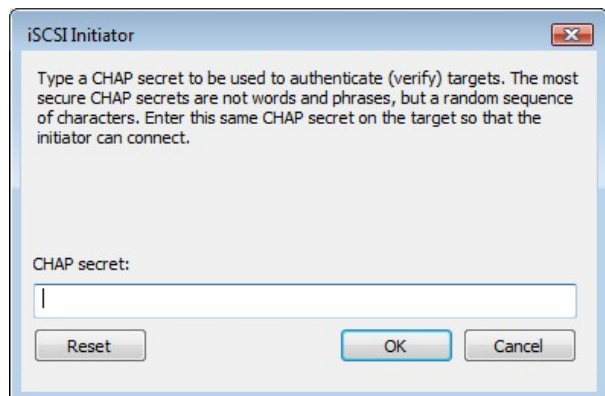 iSCSI Initiator
Type a CHAP secret to be used to authenticate (verify) targets. The most
secure CHAP secrets are not words and phrases, but a random sequence
of characters. Enter this same CHAP secret on the target so that the
initiator can connect.
CHAP secret:
Reset OK Cancel